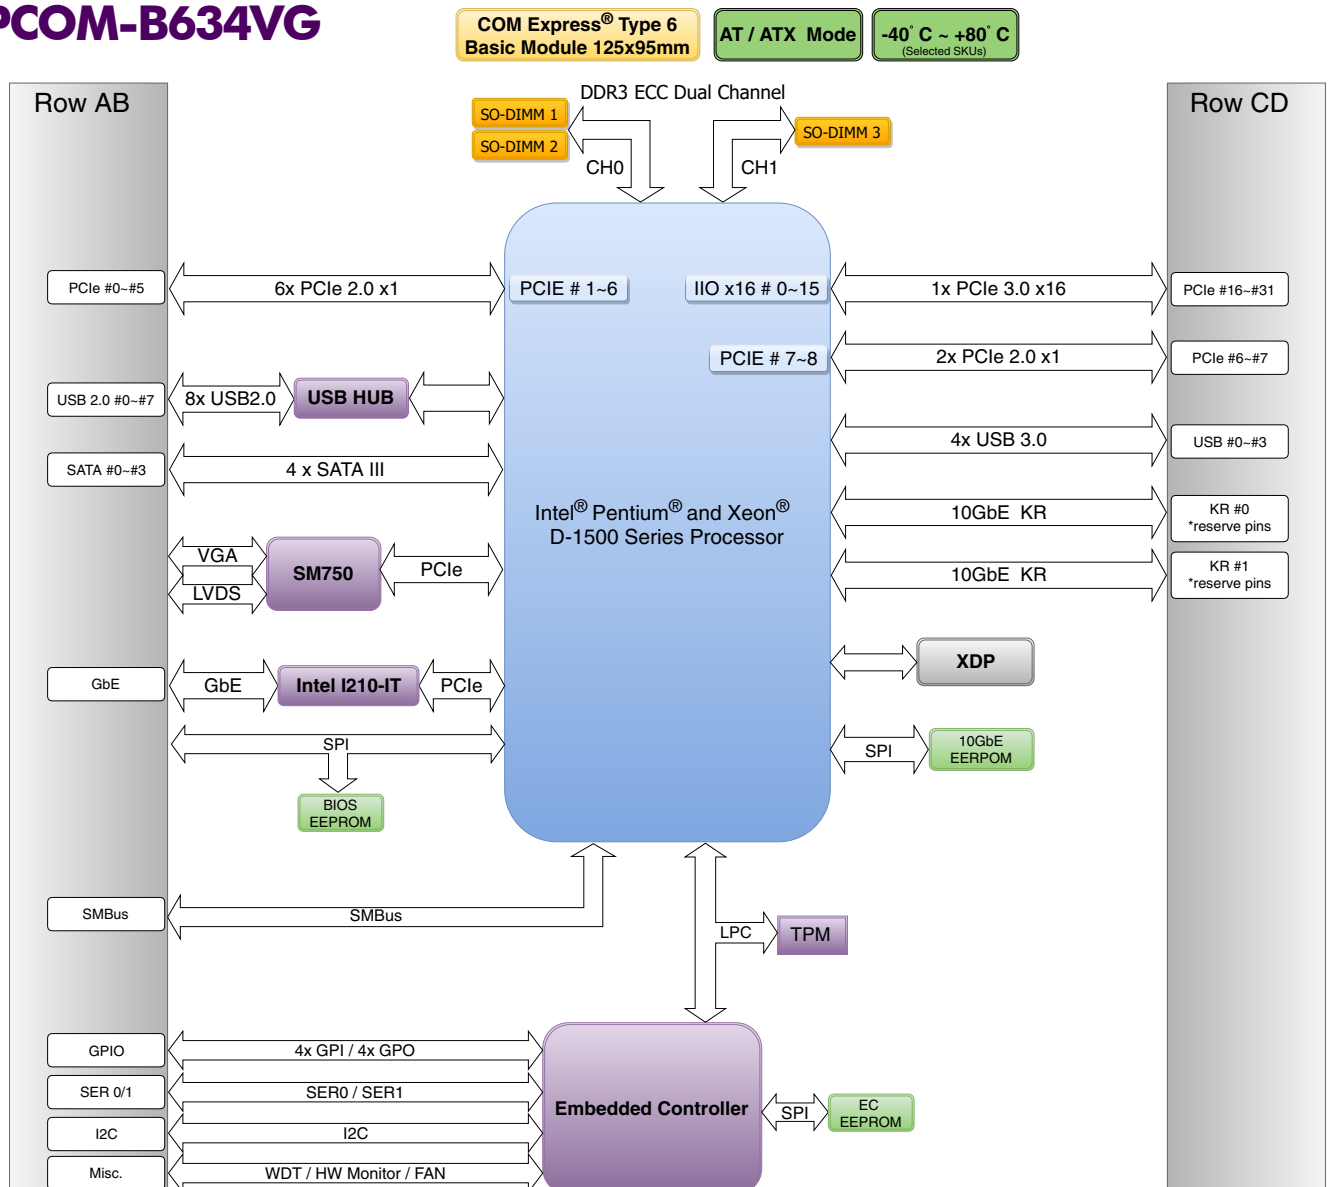 PCOM-B634VG
COM Express® Type 6
Basic Module 125x95mm
AT / ATX Mode
-40° C ~ +80° C
(Selected SKUs)
Row AB
Row CD
DDR3 ECC Dual Channel
SO-DIMM 1
SO-DIMM 2
SO-DIMM 3
CH0
CH1
PCIe #0~#5
6x PCIe 2.0 x1
PCIE # 1~6
IIO x16 # 0~15
1x PCIe 3.0 x16
PCIe #16~#31
PCIE # 7~8
2x PCIe 2.0 x1
PCIe #6~#7
USB 2.0 #0~#7
8x USB2.0
USB HUB
4x USB 3.0
USB #0~#3
SATA #0~#3
4 x SATA III
Intel® Pentium® and Xeon®
D-1500 Series Processor
10GbE KR
KR #0
*reserve pins
VGA
LVDS
SM750
PCIe
10GbE KR
KR #1
*reserve pins
XDP
GbE
GbE
Intel I210-IT
PCIe
SPI
BIOS
EEPROM
SPI
10GbE
EERPOM
SMBus
SMBus
LPC
TPM
GPIO
4x GPI / 4x GPO
SER 0/1
SER0 / SER1
Embedded Controller
SPI
EC
EEPROM
I2C
I2C
Misc.
WDT / HW Monitor / FAN